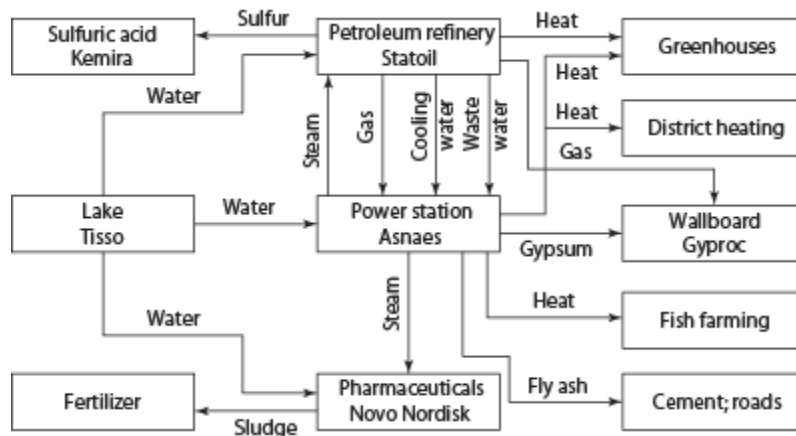 Sulfuric acid
Kemira
Sulfur
Petroleum refinery
Statoil
Heat
Greenhouses
Heat
Water
Steam
Gas
Cooling
water
Waste
water
Heat
District heating
Gas
Lake
Tisso
Water
Power station
Asnaes
Wallboard
Gyproc
Gypsum
Water
Steam
Heat
Fish farming
Fertilizer
Sludge
Pharmaceuticals
Novo Nordisk
Fly ash
Cement; roads